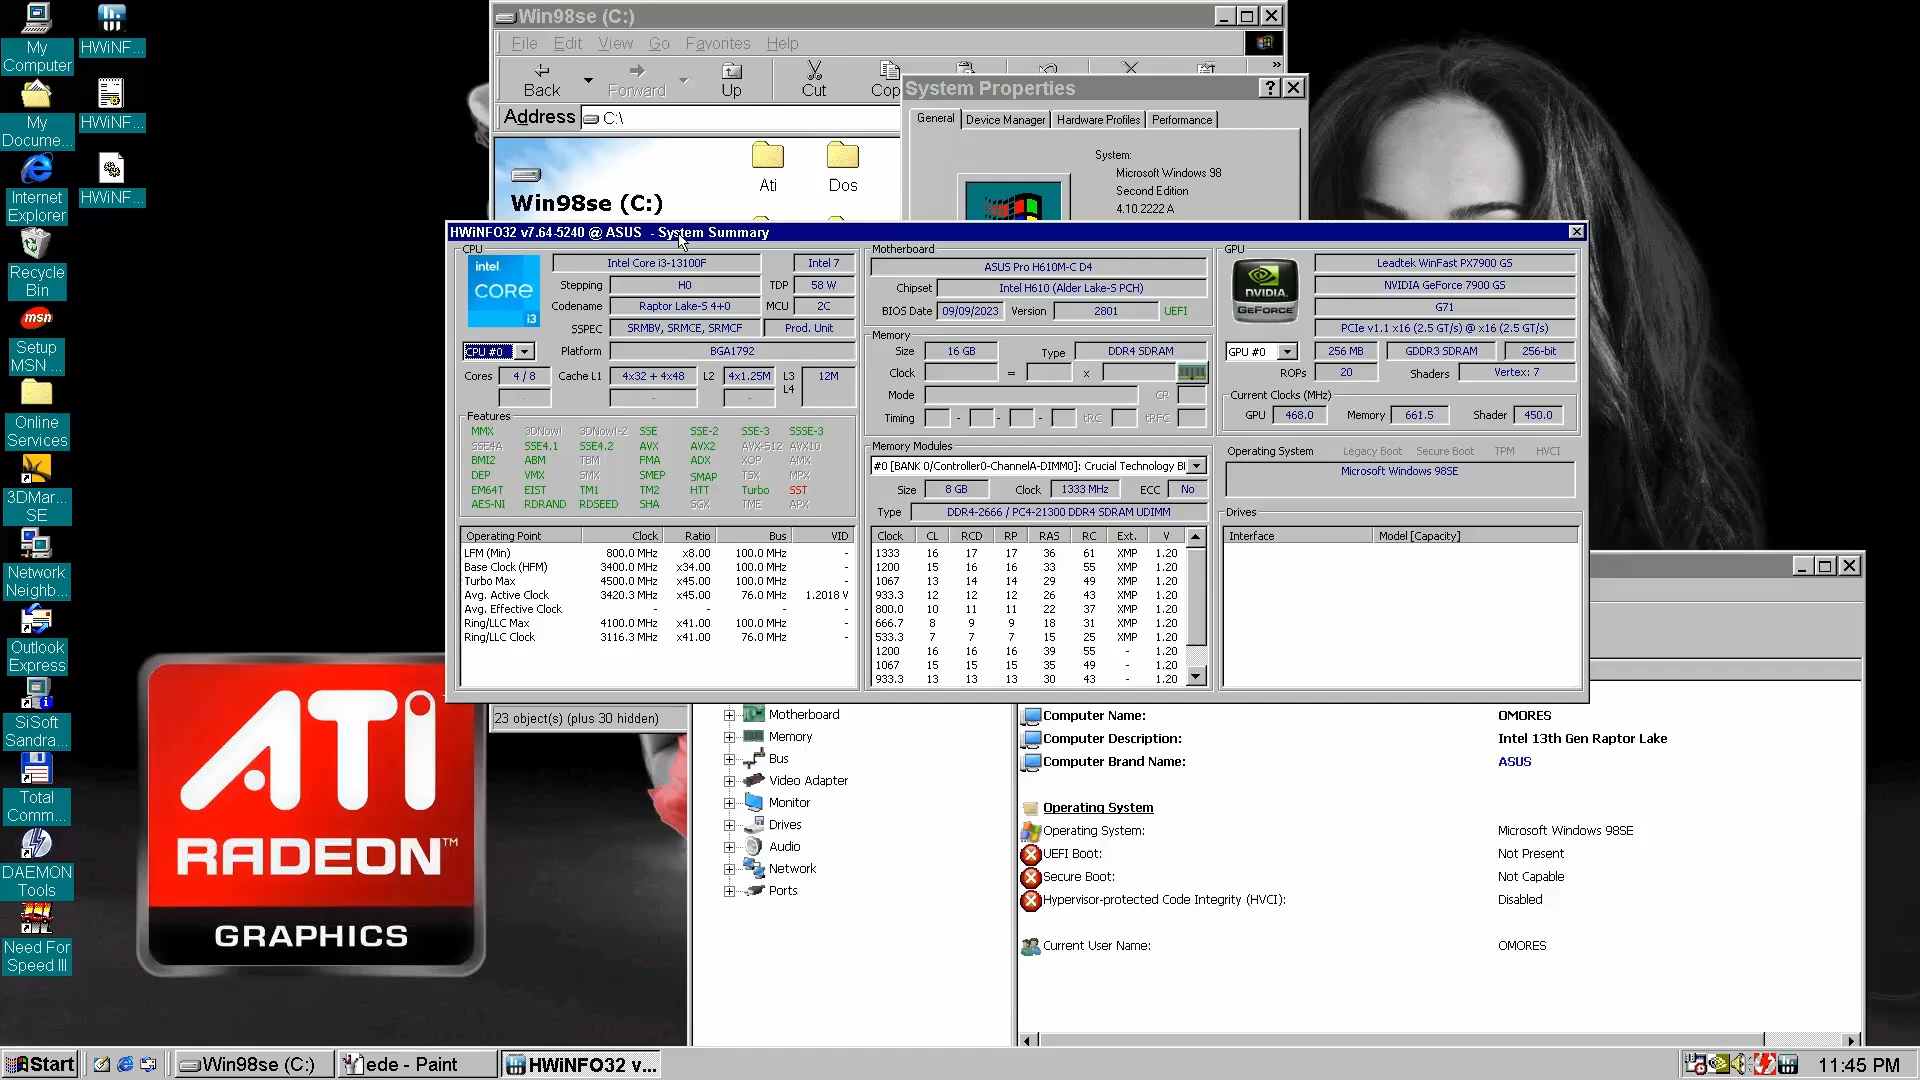 My Computer
My Docume...
Internet Explorer
Recycle Bin
msn
Setup MSN ...
Online Services
3DMar... SE
Network Neighb...
Outlook Express
SiSoft Sandra...
Total Comm...
DAEMON Tools
Need For Speed III
HWiNF...
HWiNF...
HWiNF...
ATI
RADEON™
GRAPHICS
Win98se (C:)
File Edit View Go Favorites Help
Back Forward Up Cut Cop
»
Address C:\
Win98se (C:)
Ati Dos
23 object(s) (plus 30 hidden)
System Properties
General Device Manager Hardware Profiles Performance
System:
Microsoft Windows 98
Second Edition
4.10.2222 A
HWiNFO32 v7.64-5240 @ ASUS - System Summary
CPU
intel CORE i3
Intel Core i3-13100F Intel 7
Stepping H0 TDP 58 W
Codename Raptor Lake-S 4+0 MCU 2C
SSPEC SRMBV, SRMCE, SRMCF Prod. Unit
CPU #0 Platform BGA1792
Cores 4 / 8 Cache L1 4x32 + 4x48 L2 4x1.25M L3 12M
- - - L4
Features
MMX 3DNow! 3DNow!-2 SSE SSE-2 SSE-3 SSSE-3
SSE4A SSE4.1 SSE4.2 AVX AVX2 AVX-512 AVX10
BMI2 ABM TBM FMA ADX XOP AMX
DEP VMX SMX SMEP SMAP TSX MPX
EM64T EIST TM1 TM2 HTT Turbo SST
AES-NI RDRAND RDSEED SHA SGX TME APX
Operating Point Clock Ratio Bus VID
LFM (Min) 800.0 MHz x8.00 100.0 MHz -
Base Clock (HFM) 3400.0 MHz x34.00 100.0 MHz -
Turbo Max 4500.0 MHz x45.00 100.0 MHz -
Avg. Active Clock 3420.3 MHz x45.00 76.0 MHz 1.2018 V
Avg. Effective Clock - - - -
Ring/LLC Max 4100.0 MHz x41.00 100.0 MHz -
Ring/LLC Clock 3116.3 MHz x41.00 76.0 MHz -
Motherboard
ASUS Pro H610M-C D4
Chipset Intel H610 (Alder Lake-S PCH)
BIOS Date 09/09/2023 Version 2801 UEFI
Memory
Size 16 GB Type DDR4 SDRAM
Clock = x
Mode CR
Timing - - - tRC tRFC
Memory Modules
#0 [BANK 0/Controller0-ChannelA-DIMM0]: Crucial Technology Bl
Size 8 GB Clock 1333 MHz ECC No
Type DDR4-2666 / PC4-21300 DDR4 SDRAM UDIMM
Clock CL RCD RP RAS RC Ext. V
1333 16 17 17 36 61 XMP 1.20
1200 15 16 16 33 55 XMP 1.20
1067 13 14 14 29 49 XMP 1.20
933.3 12 12 12 26 43 XMP 1.20
800.0 10 11 11 22 37 XMP 1.20
666.7 8 9 9 18 31 XMP 1.20
533.3 7 7 7 15 25 XMP 1.20
1200 16 16 16 39 55 - 1.20
1067 15 15 15 35 49 - 1.20
933.3 13 13 13 30 43 - 1.20
GPU
NVIDIA GEFORCE
Leadtek WinFast PX7900 GS
NVIDIA GeForce 7900 GS
G71
PCIe v1.1 x16 (2.5 GT/s) @ x16 (2.5 GT/s)
GPU #0 256 MB GDDR3 SDRAM 256-bit
ROPs 20 Shaders Vertex: 7
Current Clocks (MHz)
GPU 468.0 Memory 661.5 Shader 450.0
Operating System Legacy Boot Secure Boot TPM HVCI
Microsoft Windows 98SE
Drives
Interface Model [Capacity]
Motherboard
Memory
Bus
Video Adapter
Monitor
Drives
Audio
Network
Ports
Computer Name: OMORES
Computer Description: Intel 13th Gen Raptor Lake
Computer Brand Name: ASUS
Operating System
Operating System: Microsoft Windows 98SE
UEFI Boot: Not Present
Secure Boot: Not Capable
Hypervisor-protected Code Integrity (HVCI): Disabled
Current User Name: OMORES
Start Win98se (C:) ede - Paint HWiNFO32 v... 11:45 PM